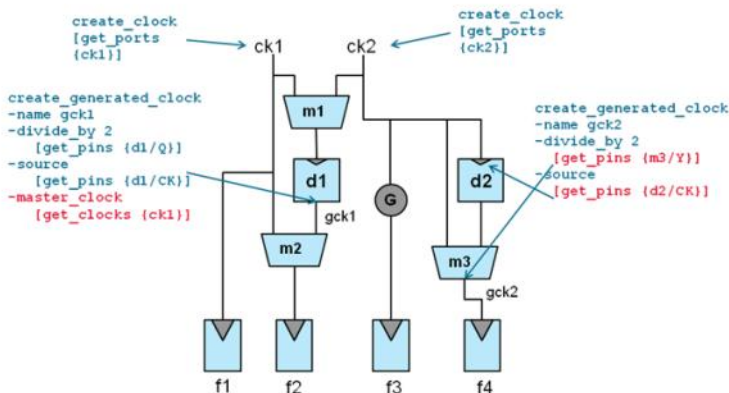 create_clock
[get_ports
{ck1}]
create_clock
[get_ports
{ck2}]
ck1
ck2
create_generated_clock
-name gck1
-divide_by 2
[get_pins {d1/Q}]
-source
[get_pins {d1/CK}]
-master_clock
[get_clocks {ck1}]
m1
d1
gck1
m2
G
create_generated_clock
-name gck2
-divide_by 2
[get_pins {m3/Y}]
-source
[get_pins {d2/CK}]
d2
m3
gck2
f1
f2
f3
f4